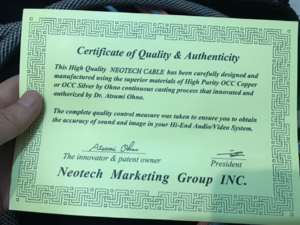 Certificate of Quality & Authenticity
This High Quality NEOTECH CABLE has been carefully designed and
manufactured using the superior materials of High Purity OCC Copper
or OCC Silver by Ohno continuous casting process that innovated and
authorized by Dr. Atsumi Ohno.
The complete quality control measure was taken to ensure you to obtain
the accuracy of sound and image in your Hi-End Audio/Video System.
Atsumi Ohno
The innovator & patent owner
President
Neotech Marketing Group INC.